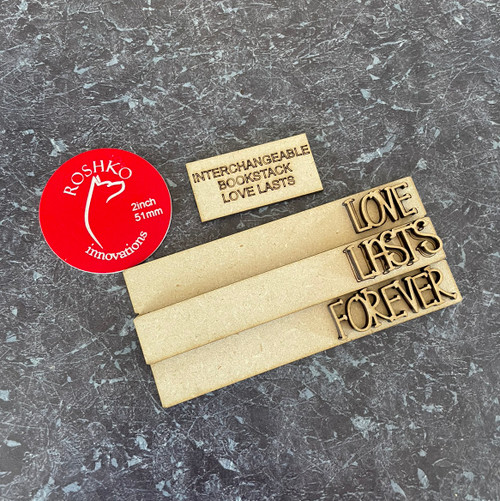 ROSHKO
2inch
51mm
innovations
INTERCHANGEABLE
BOOKSTACK
LOVE LASTS
LOVE
LASTS
FOREVER